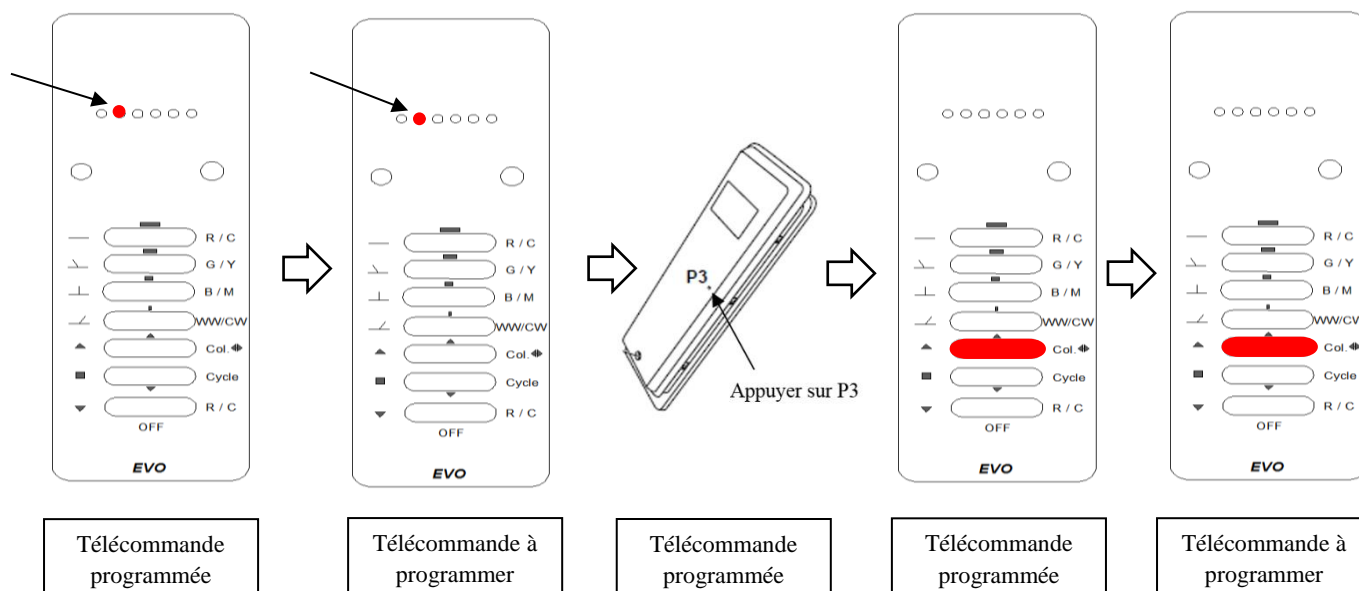 R / C
G / Y
B / M
WW/CW
Col.
Cycle
R / C
OFF
EVO
Télécommande
programmée
R / C
G / Y
B / M
WW/CW
Col.
Cycle
R / C
OFF
EVO
Télécommande à
programmer
P3
Appuyer sur P3
Télécommande
programmée
R / C
G / Y
B / M
WW/CW
Col.
Cycle
R / C
OFF
EVO
Télécommande
programmée
R / C
G / Y
B / M
WW/CW
Col.
Cycle
R / C
OFF
EVO
Télécommande à
programmer